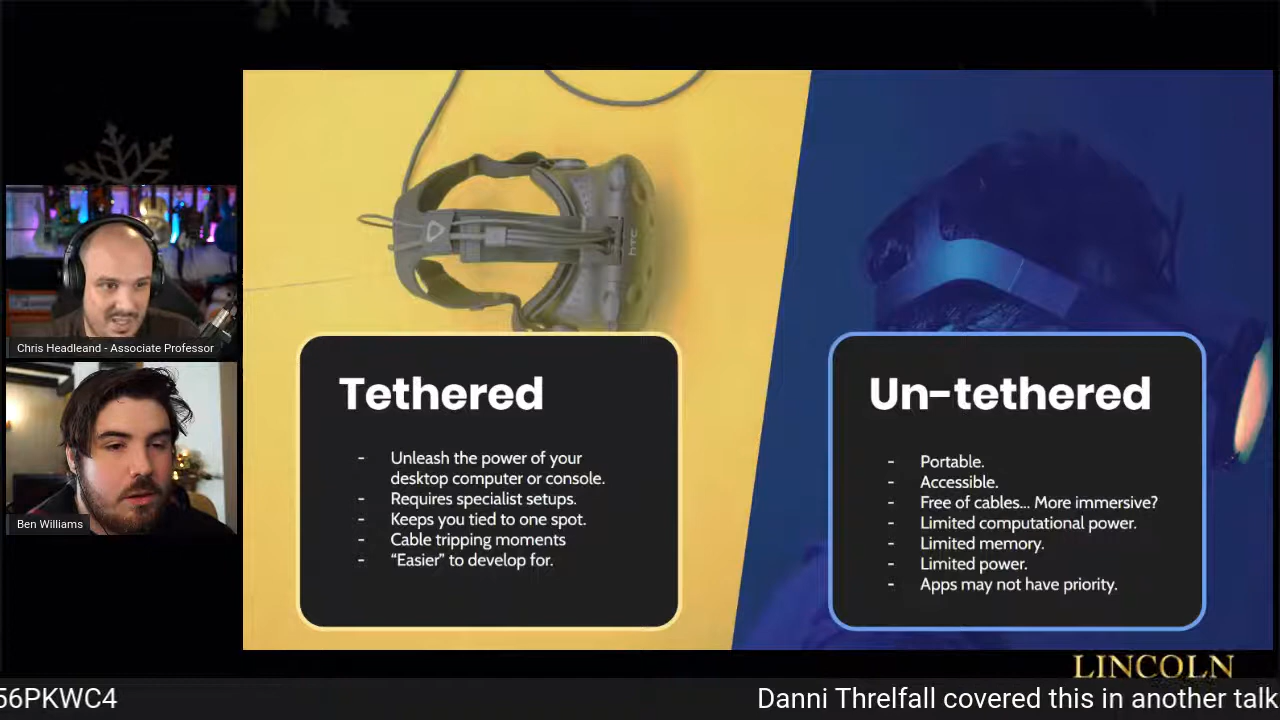 Chris Headleand - Associate Professor
Ben Williams
hTC
Tethered
- Unleash the power of your
desktop computer or console.
- Requires specialist setups.
- Keeps you tied to one spot.
- Cable tripping moments
- “Easier” to develop for.
Un-tethered
- Portable.
- Accessible.
- Free of cables... More immersive?
- Limited computational power.
- Limited memory.
- Limited power.
- Apps may not have priority.
LINCOLN
56PKWC4
Danni Threlfall covered this in another talk